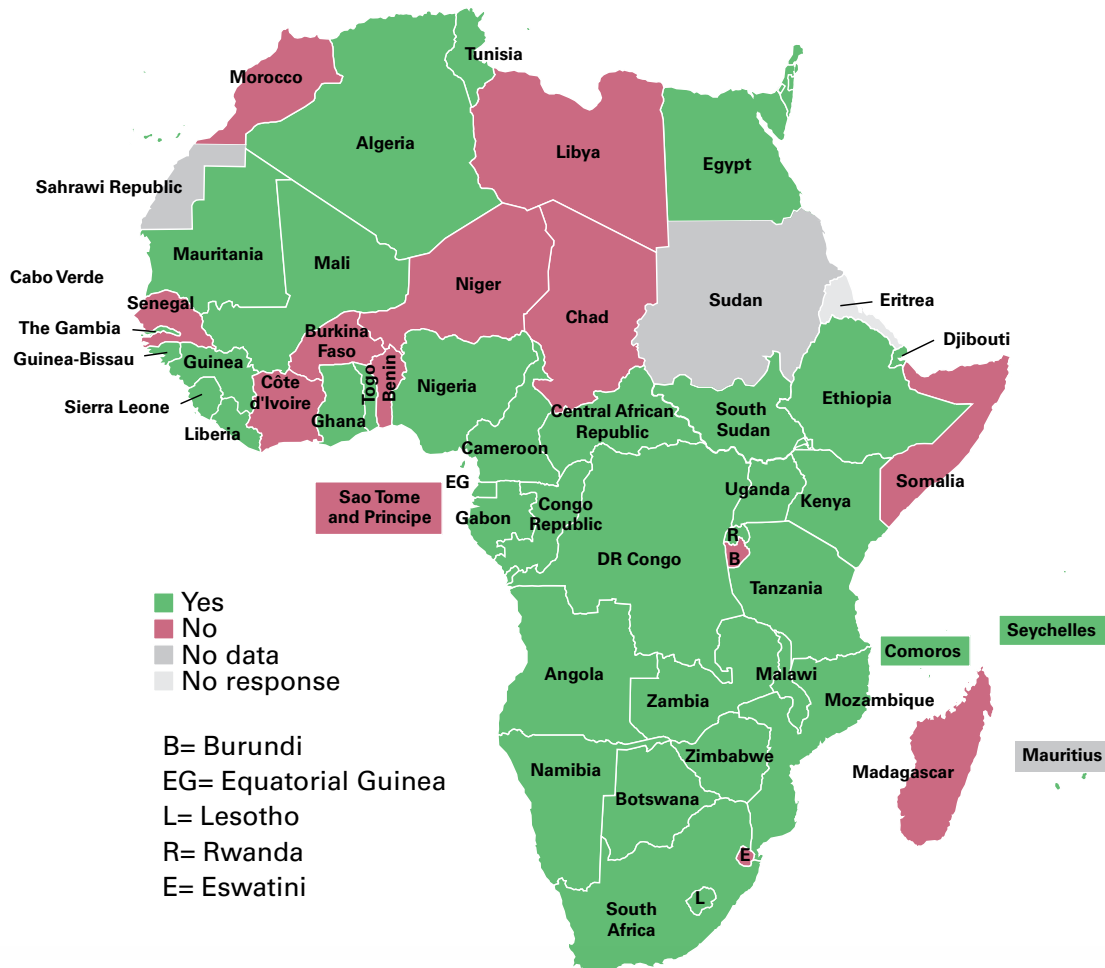 Tunisia
Morocco
Algeria
Libya
Egypt
Sahrawi Republic
Mauritania
Mali
Cabo Verde
Niger
Sudan
Eritrea
Senegal
Chad
The Gambia
Burkina
Faso
Djibouti
Guinea-Bissau
Guinea
Togo
Benin
Nigeria
Côte
d'Ivoire
Ethiopia
Sierra Leone
Ghana
Central African
Republic
South
Sudan
Liberia
Cameroon
EG
Uganda
Somalia
Sao Tome
and Principe
Gabon
Congo
Republic
Kenya
R
B
DR Congo
Tanzania
Yes
No
No data
No response
Seychelles
Comoros
Angola
Malawi
Zambia
Mozambique
B= Burundi
EG= Equatorial Guinea
L= Lesotho
R= Rwanda
E= Eswatini
Namibia
Zimbabwe
Madagascar
Mauritius
Botswana
E
L
South
Africa